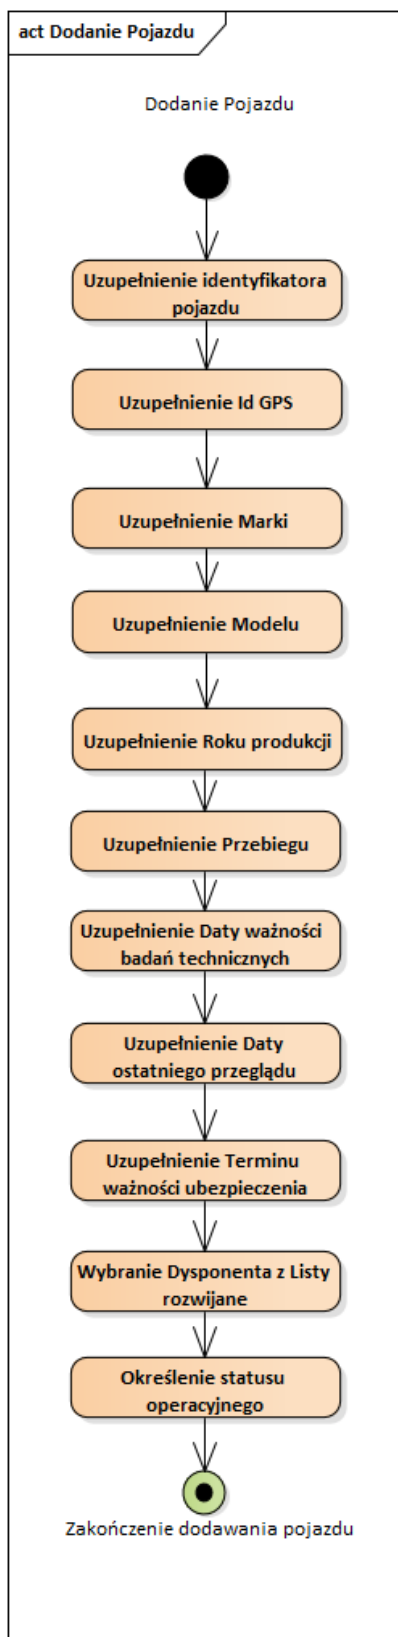 act Dodanie Pojazdu
Dodanie Pojazdu
Uzupełnienie identyfikatora
pojazdu
Uzupełnienie Id GPS
Uzupełnienie Marki
Uzupełnienie Modelu
Uzupełnienie Roku produkcji
Uzupełnienie Przebiegu
Uzupełnienie Daty ważności
badań technicznych
Uzupełnienie Daty
ostatniego przeglądu
Uzupełnienie Terminu
ważności ubezpieczenia
Wybranie Dysponenta z Listy
rozwijane
Określenie statusu
operacyjnego
Zakończenie dodawania pojazdu